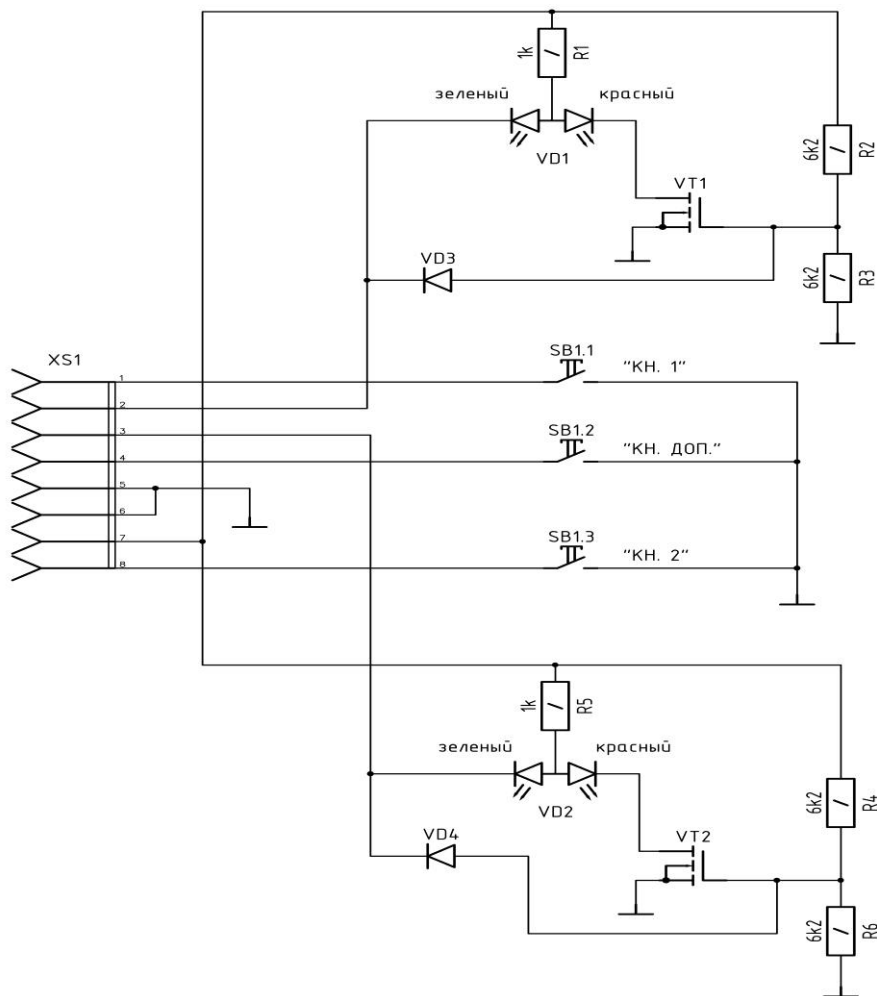 1k
R1
зеленый
красный
VD1
6k2
R2
VT1
VD3
6k2
R3
XS1
SB1.1
"КН. 1"
1
2
3
SB1.2
"КН. ДОП."
4
5
6
7
SB1.3
"КН. 2"
8
1k
R5
зеленый
красный
VD2
6k2
R4
VD4
VT2
6k2
R6